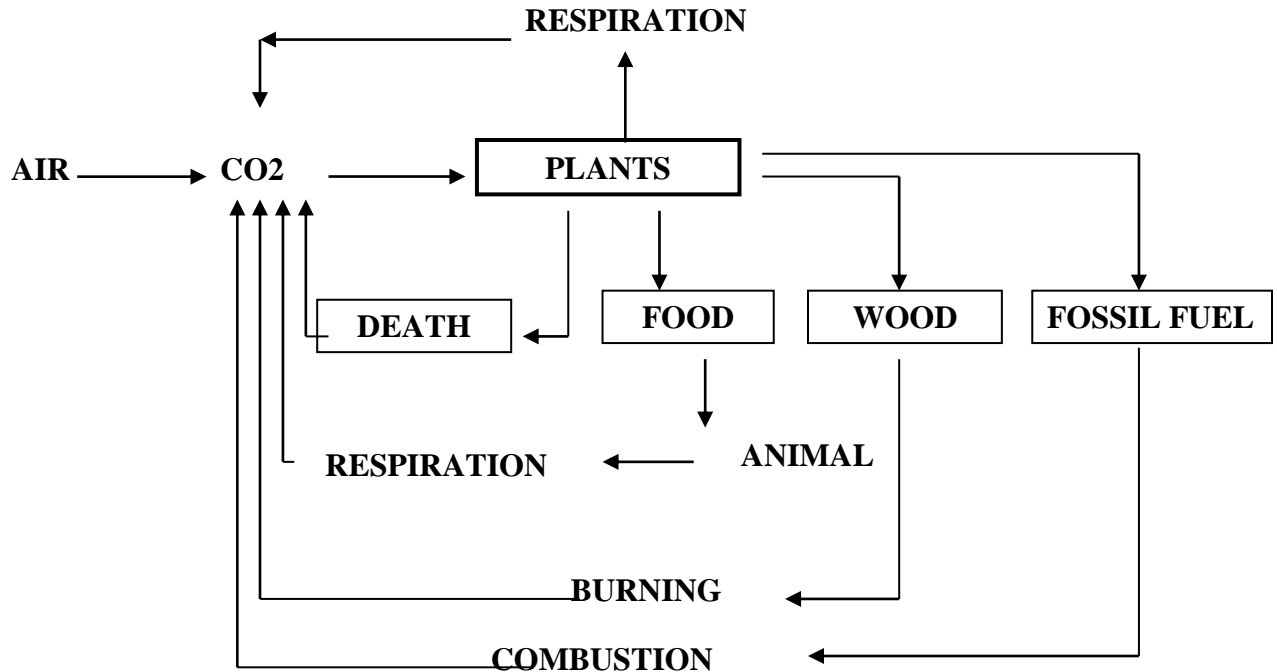 RESPIRATION
AIR CO2 PLANTS
DEATH FOOD WOOD FOSSIL FUEL
RESPIRATION ANIMAL
BURNING
COMBUSTION